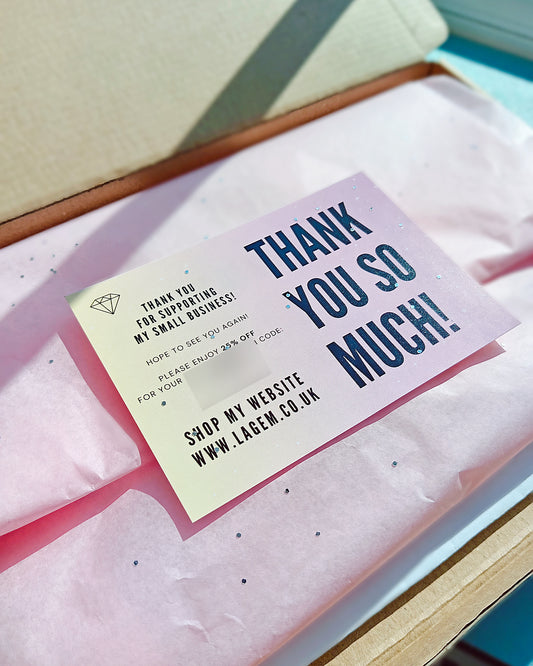 THANK YOU
FOR SUPPORTING
MY SMALL BUSINESS!
HOPE TO SEE YOU AGAIN!
PLEASE ENJOY 25% OFF
FOR YOUR CODE:
SHOP MY WEBSITE
WWW.LAGEM.CO.UK
THANK
YOU SO
MUCH!